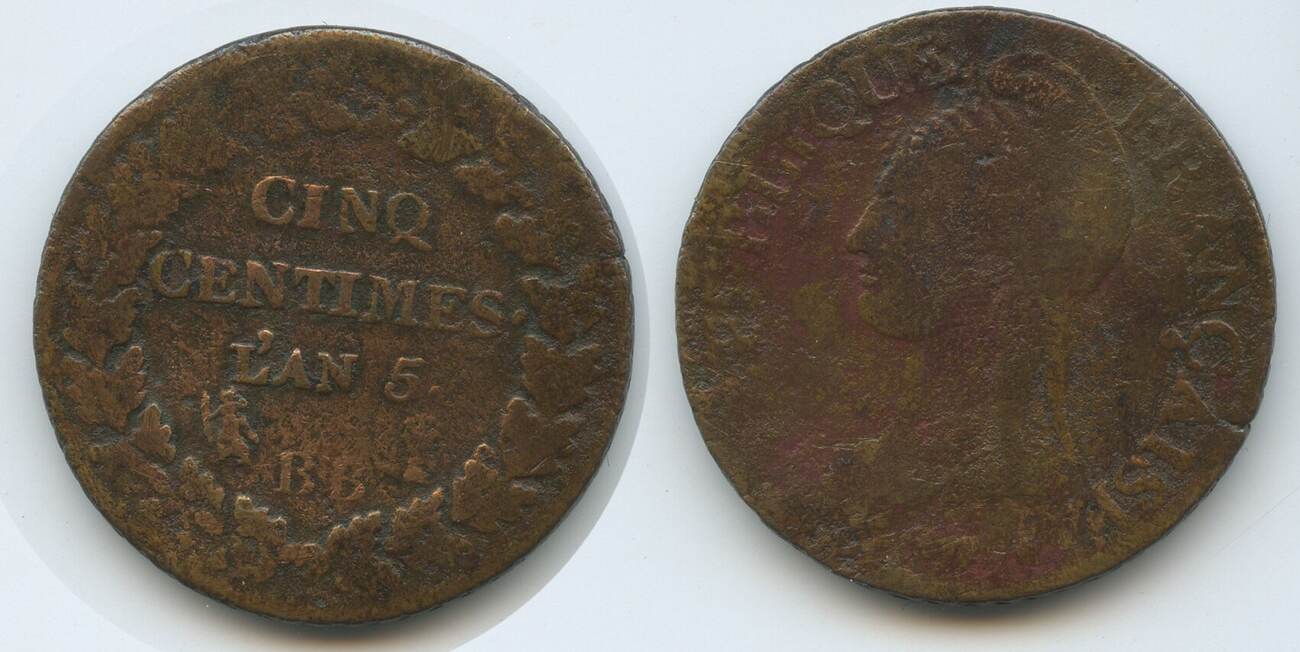 CINQ
CENTIMES.
L'AN 5.
BB
FRANÇAISE